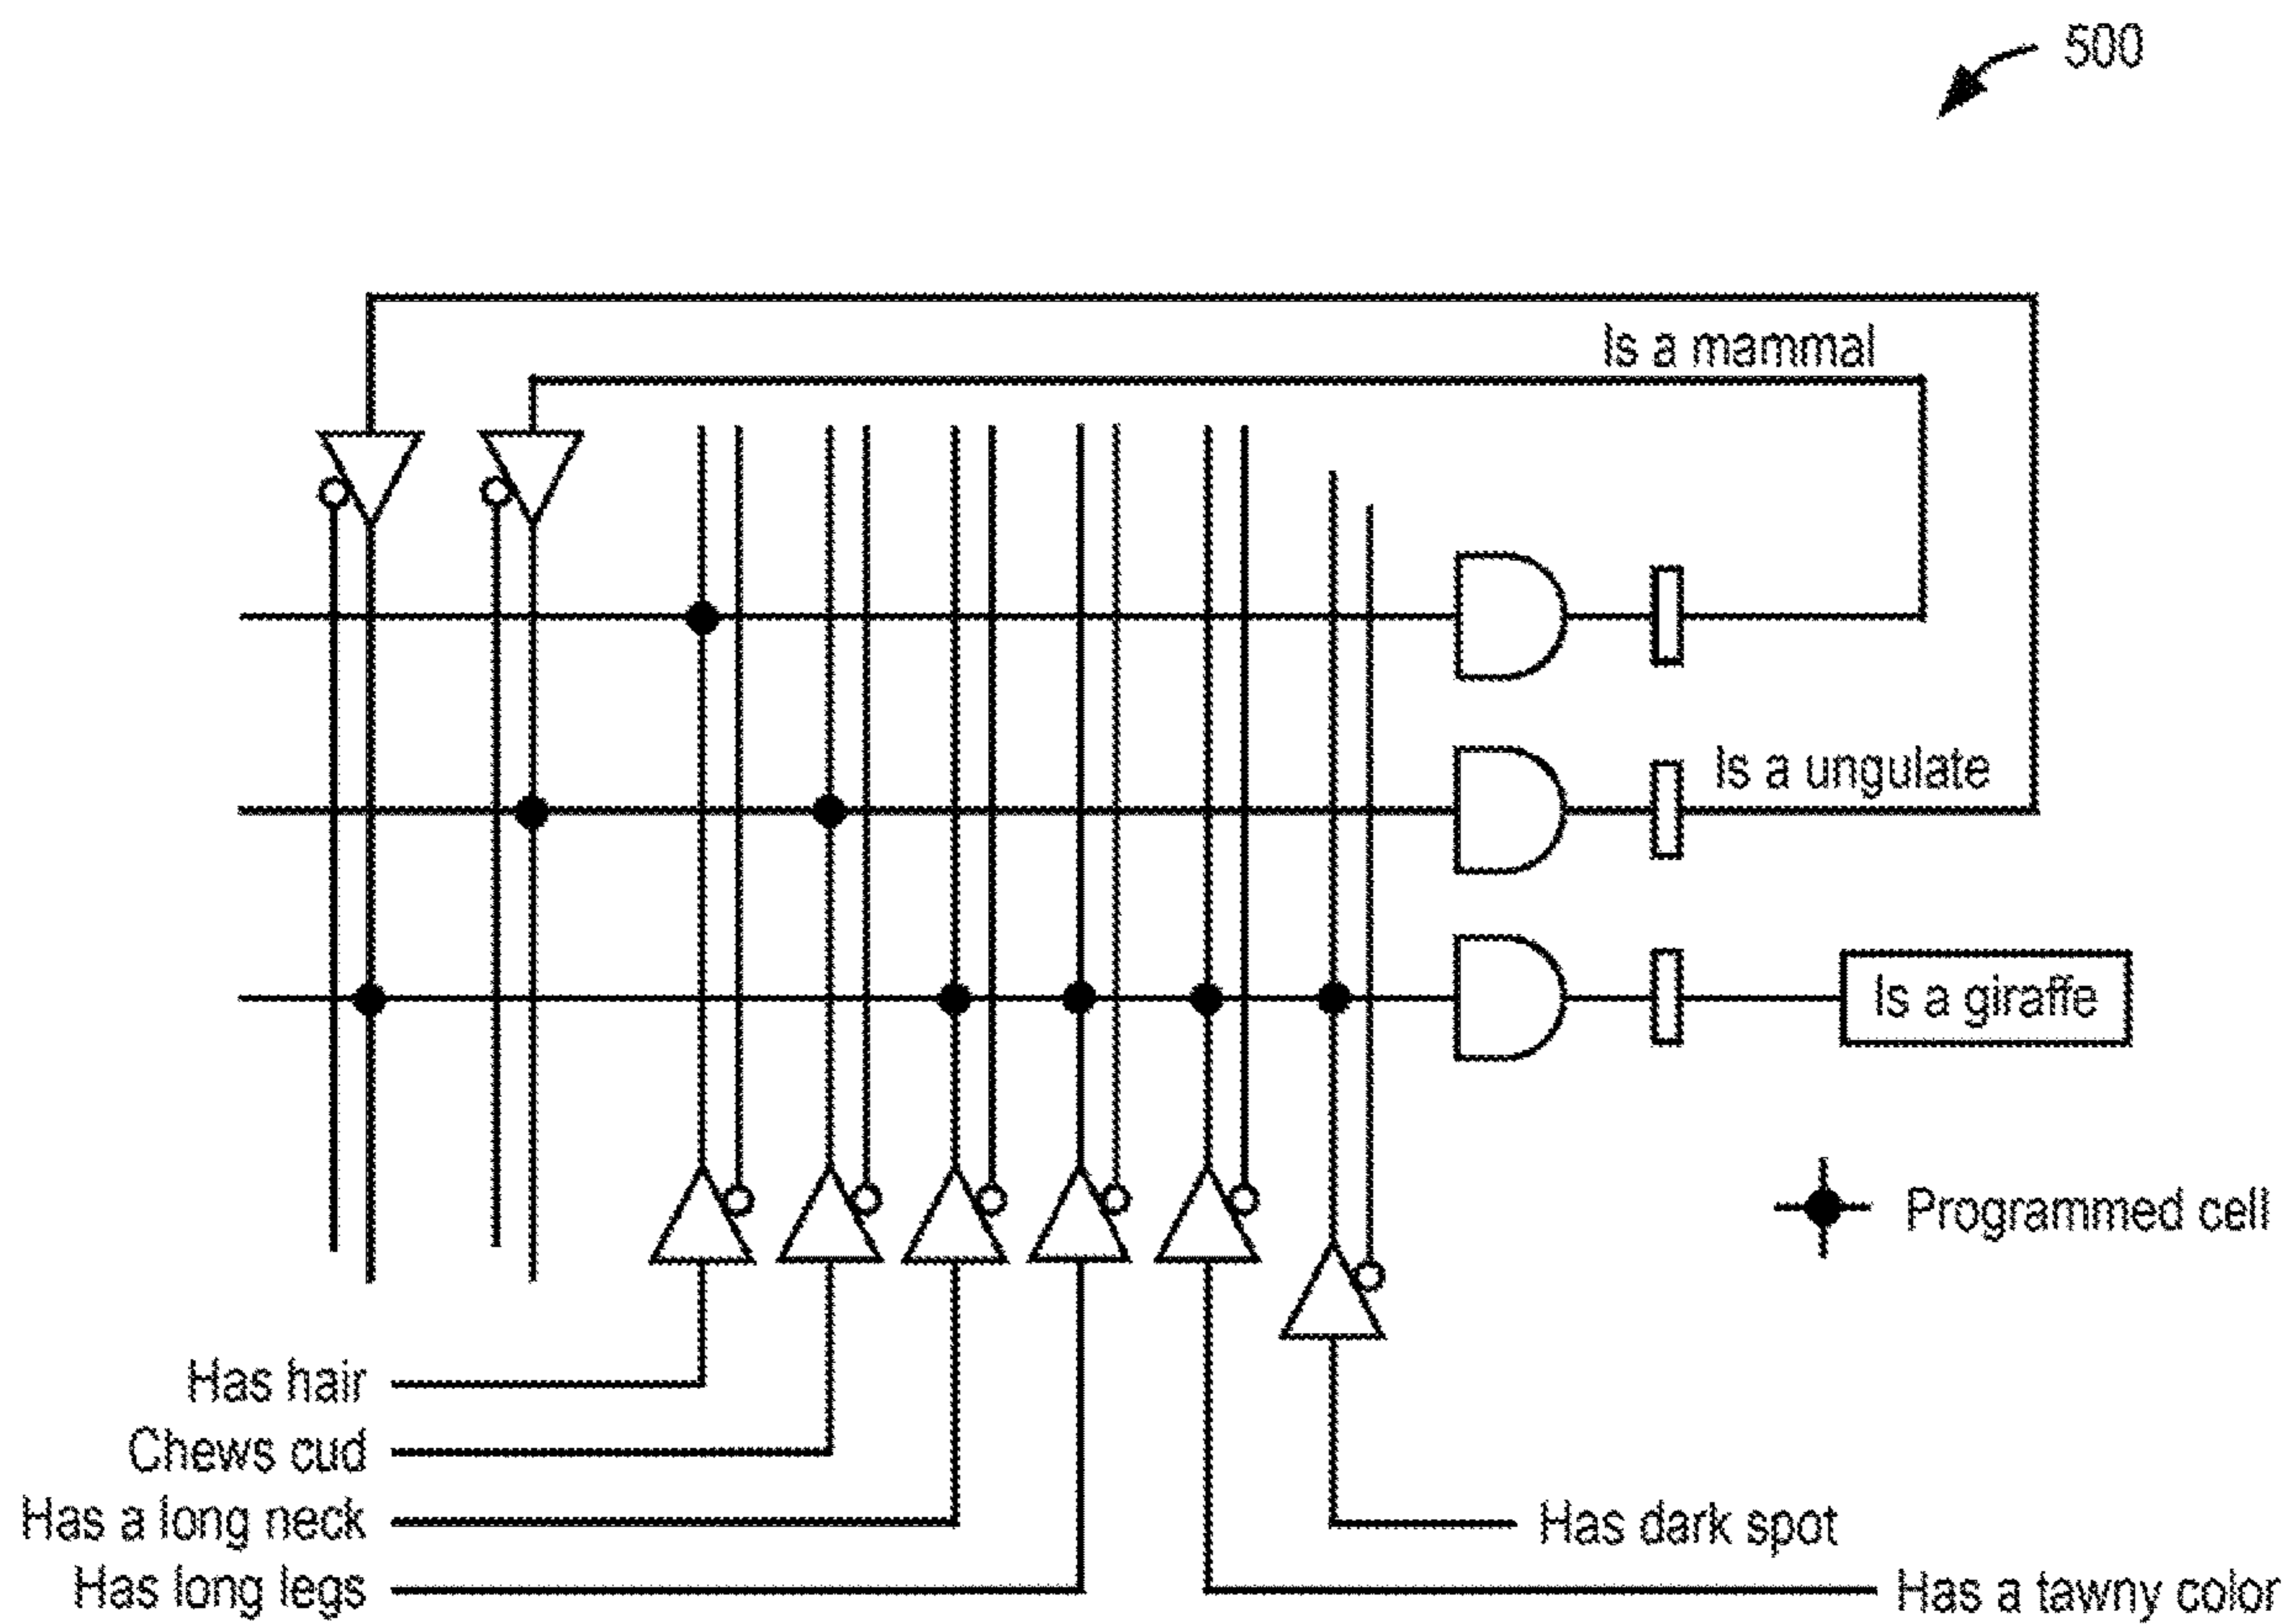 500
Is a mammal
Is a ungulate
Is a giraffe
Programmed cell
Has hair
Chews cud
Has a long neck
Has long legs
Has dark spot
Has a tawny color